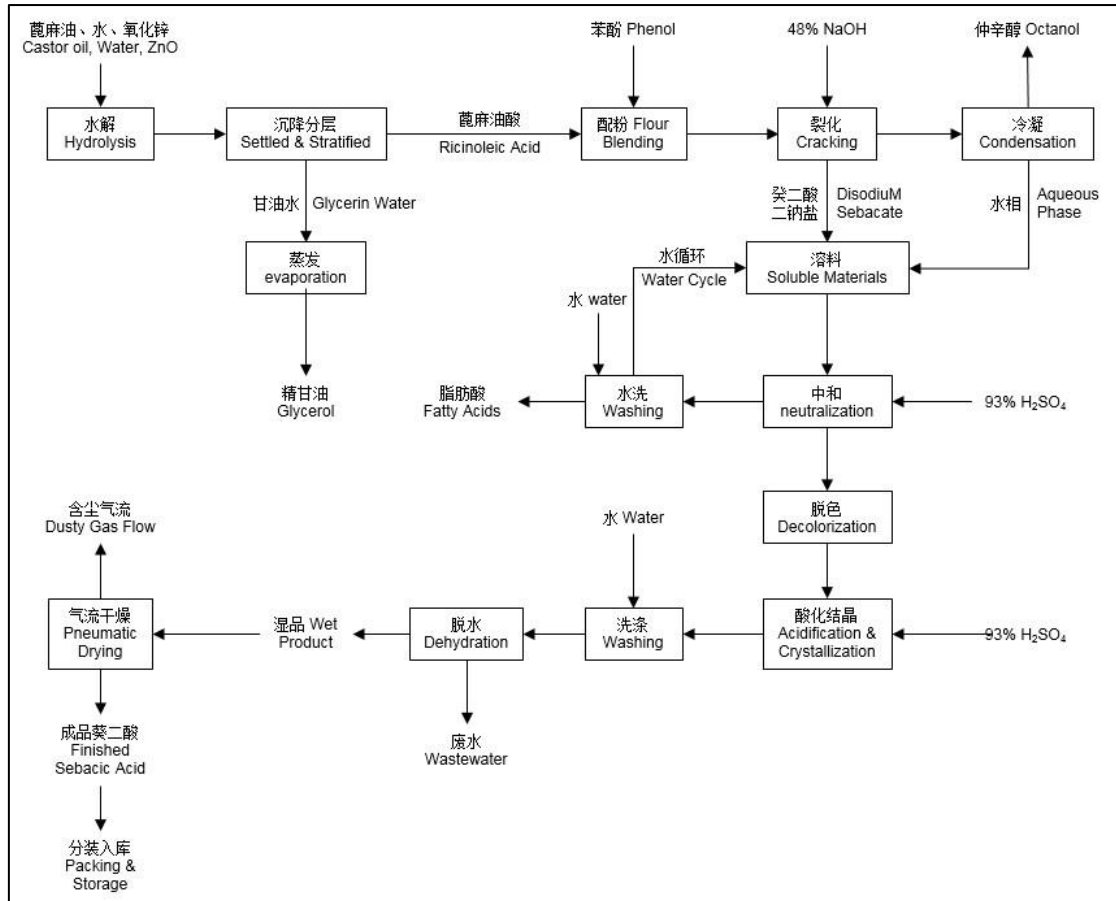 蓖麻油、水、氧化锌
Castor oil, Water, ZnO
苯酚 Phenol
48% NaOH
仲辛醇 Octanol
水解
Hydrolysis
沉降分层
Settled & Stratified
蓖麻油酸
Ricinoleic Acid
配粉 Flour
Blending
裂化
Cracking
冷凝
Condensation
甘油水 Glycerin Water
癸二酸
二钠盐
DisodiuM
Sebacate
水相
Aqueous
Phase
蒸发
evaporation
水循环
Water Cycle
溶料
Soluble Materials
水 water
精甘油
Glycerol
脂肪酸
Fatty Acids
水洗
Washing
中和
neutralization
93% H₂SO₄
含尘气流
Dusty Gas Flow
水 Water
脱色
Decolorization
气流干燥
Pneumatic
Drying
湿品 Wet
Product
脱水
Dehydration
洗涤
Washing
酸化结晶
Acidification &
Crystallization
93% H₂SO₄
成品葵二酸
Finished
Sebacic Acid
废水
Wastewater
分装入库
Packing &
Storage